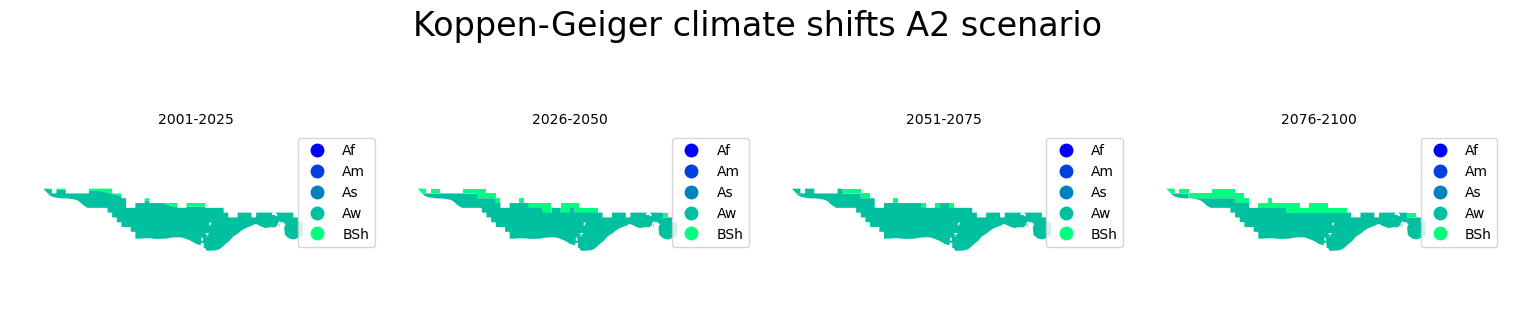 Koppen-Geiger climate shifts A2 scenario
2001-2025
Af
Am
As
Aw
BSh
2026-2050
Af
Am
As
Aw
BSh
2051-2075
Af
Am
As
Aw
BSh
2076-2100
Af
Am
As
Aw
BSh